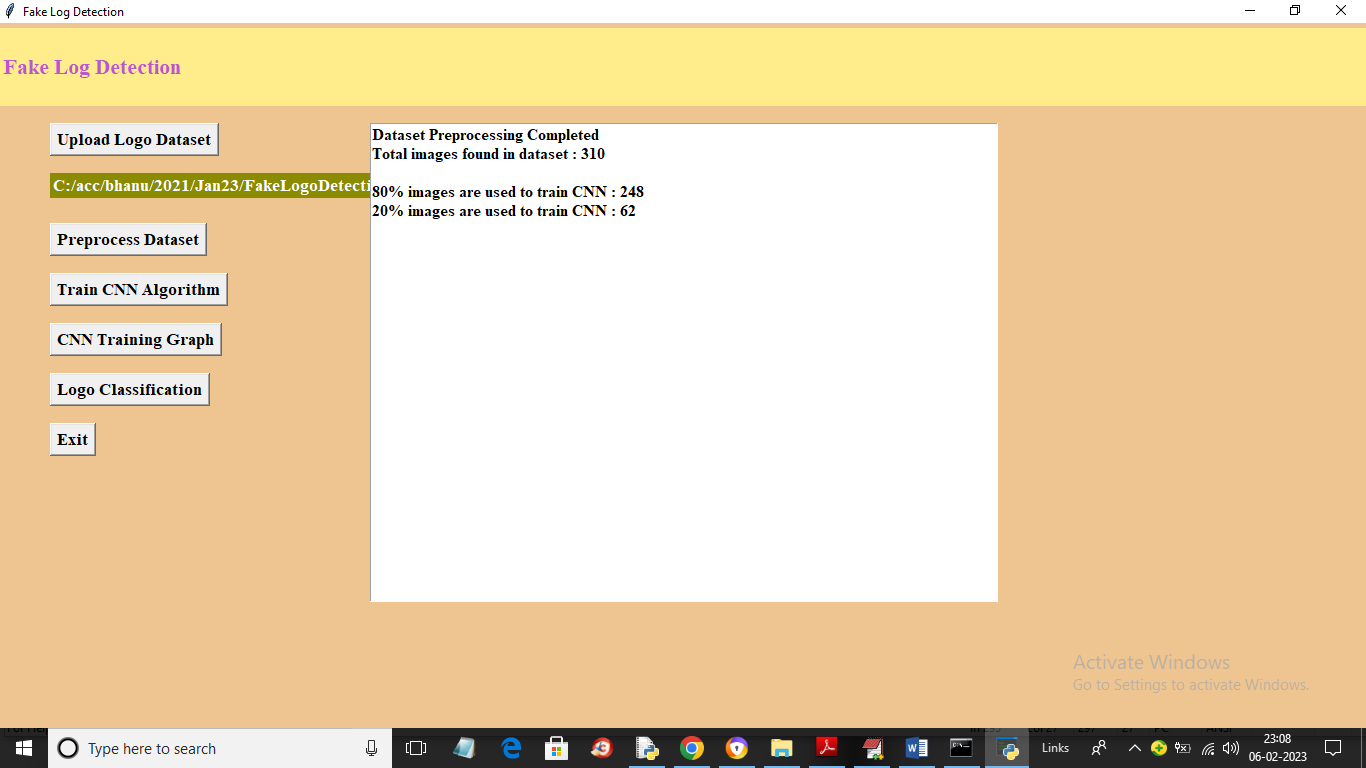 Fake Log Detection
Fake Log Detection
Upload Logo Dataset
C:/acc/bhanu/2021/Jan23/FakeLogoDetecti
Preprocess Dataset
Train CNN Algorithm
CNN Training Graph
Logo Classification
Exit
Dataset Preprocessing Completed
Total images found in dataset : 310
80% images are used to train CNN : 248
20% images are used to train CNN : 62
Activate Windows
Go to Settings to activate Windows.
Type here to search
Links
23:08
06-02-2023